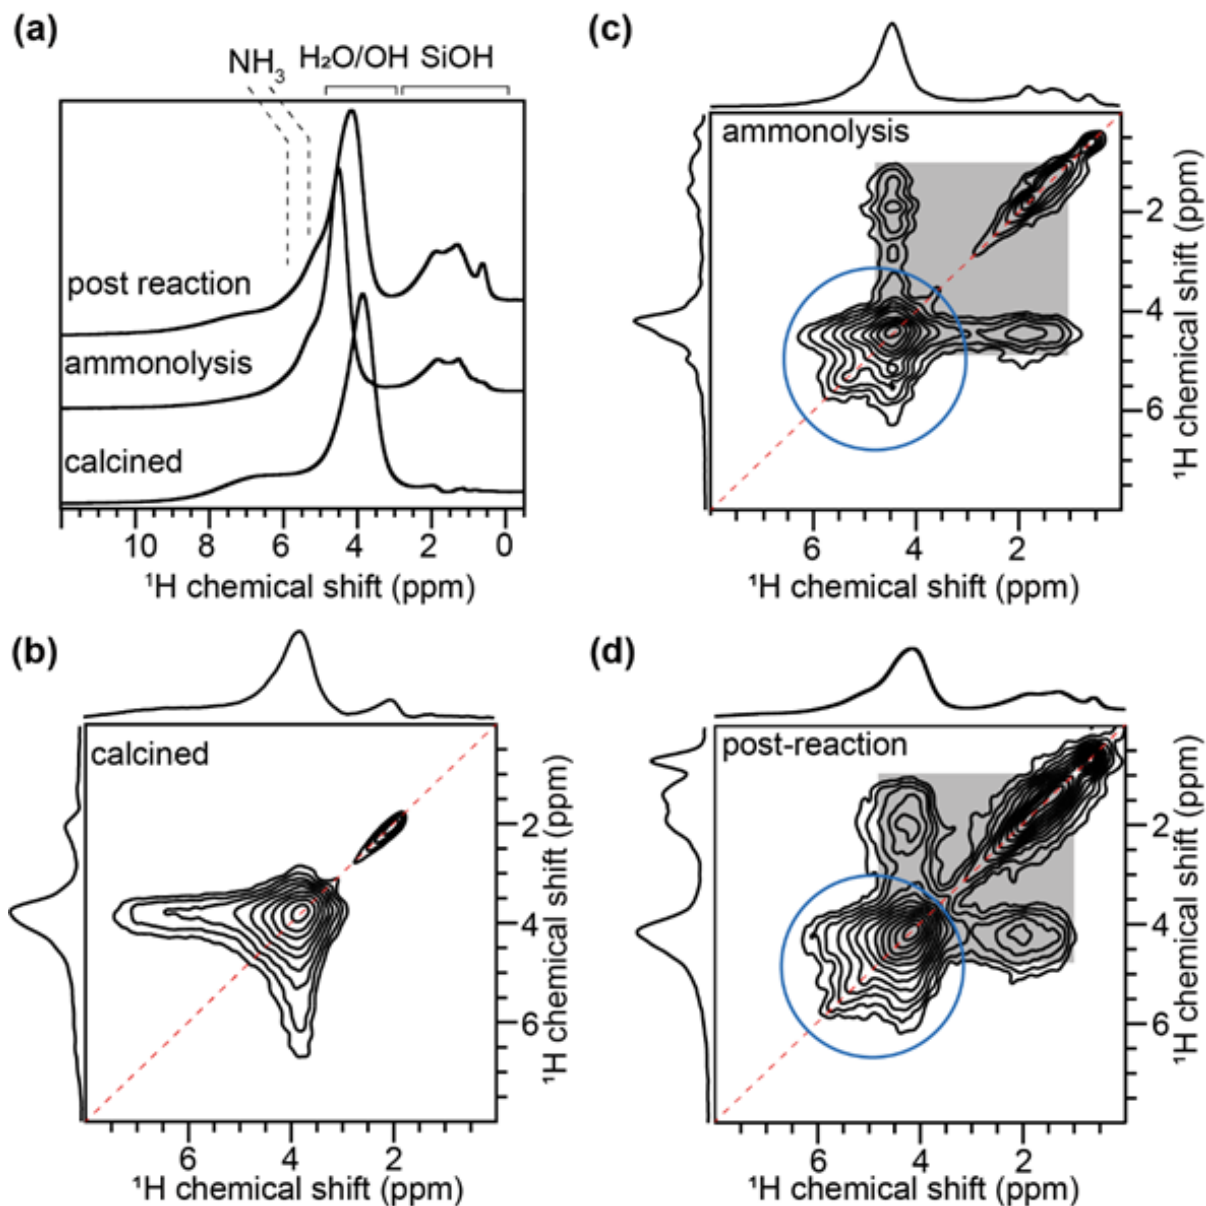 (a)
NH₃ H₂O/OH SiOH
post reaction
ammonolysis
calcined
10 8 6 4 2 0
¹H chemical shift (ppm)
(b)
calcined
2
4
6
¹H chemical shift (ppm)
6 4 2
¹H chemical shift (ppm)
(c)
ammonolysis
2
4
6
¹H chemical shift (ppm)
6 4 2
¹H chemical shift (ppm)
(d)
post-reaction
2
4
6
¹H chemical shift (ppm)
6 4 2
¹H chemical shift (ppm)